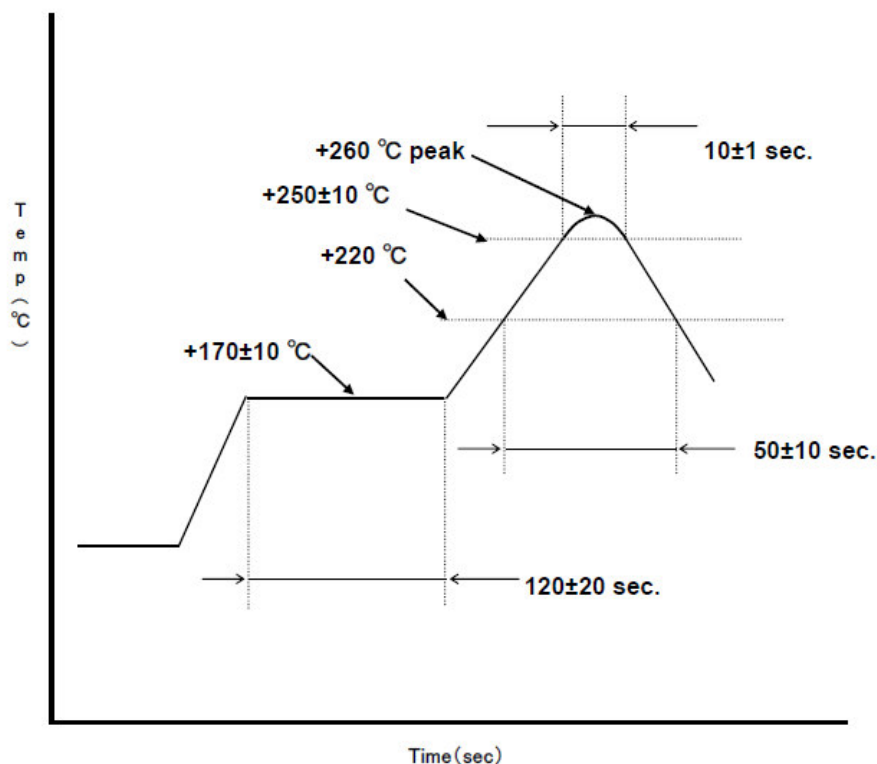 +260 ℃ peak
10±1 sec.
+250±10 ℃
+220 ℃
Temp(℃)
+170±10 ℃
50±10 sec.
120±20 sec.
Time(sec)